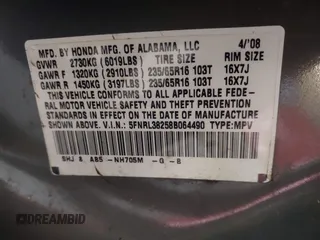 MFD. BY HONDA MFG. OF ALABAMA, LLC 4/'08
GVWR 2730KG (6019LBS) TIRE SIZE RIM SIZE
GAWR F 1320KG (2910LBS) 235/65R16 103T 16X7J
GAWR R 1450KG (3197LBS) 235/65R16 103T 16X7J
THIS VEHICLE CONFORMS TO ALL APPLICABLE FEDE-
RAL MOTOR VEHICLE SAFETY AND THEFT PREVENTION
STANDARDS IN EFFECT ON THE DATE OF MANUFACTURE
SHOWN ABOVE. V.I.N.: 5FNRL38258B064490 TYPE:MPV
SHJ A ABS -NH705M -G -B
DREAMBID